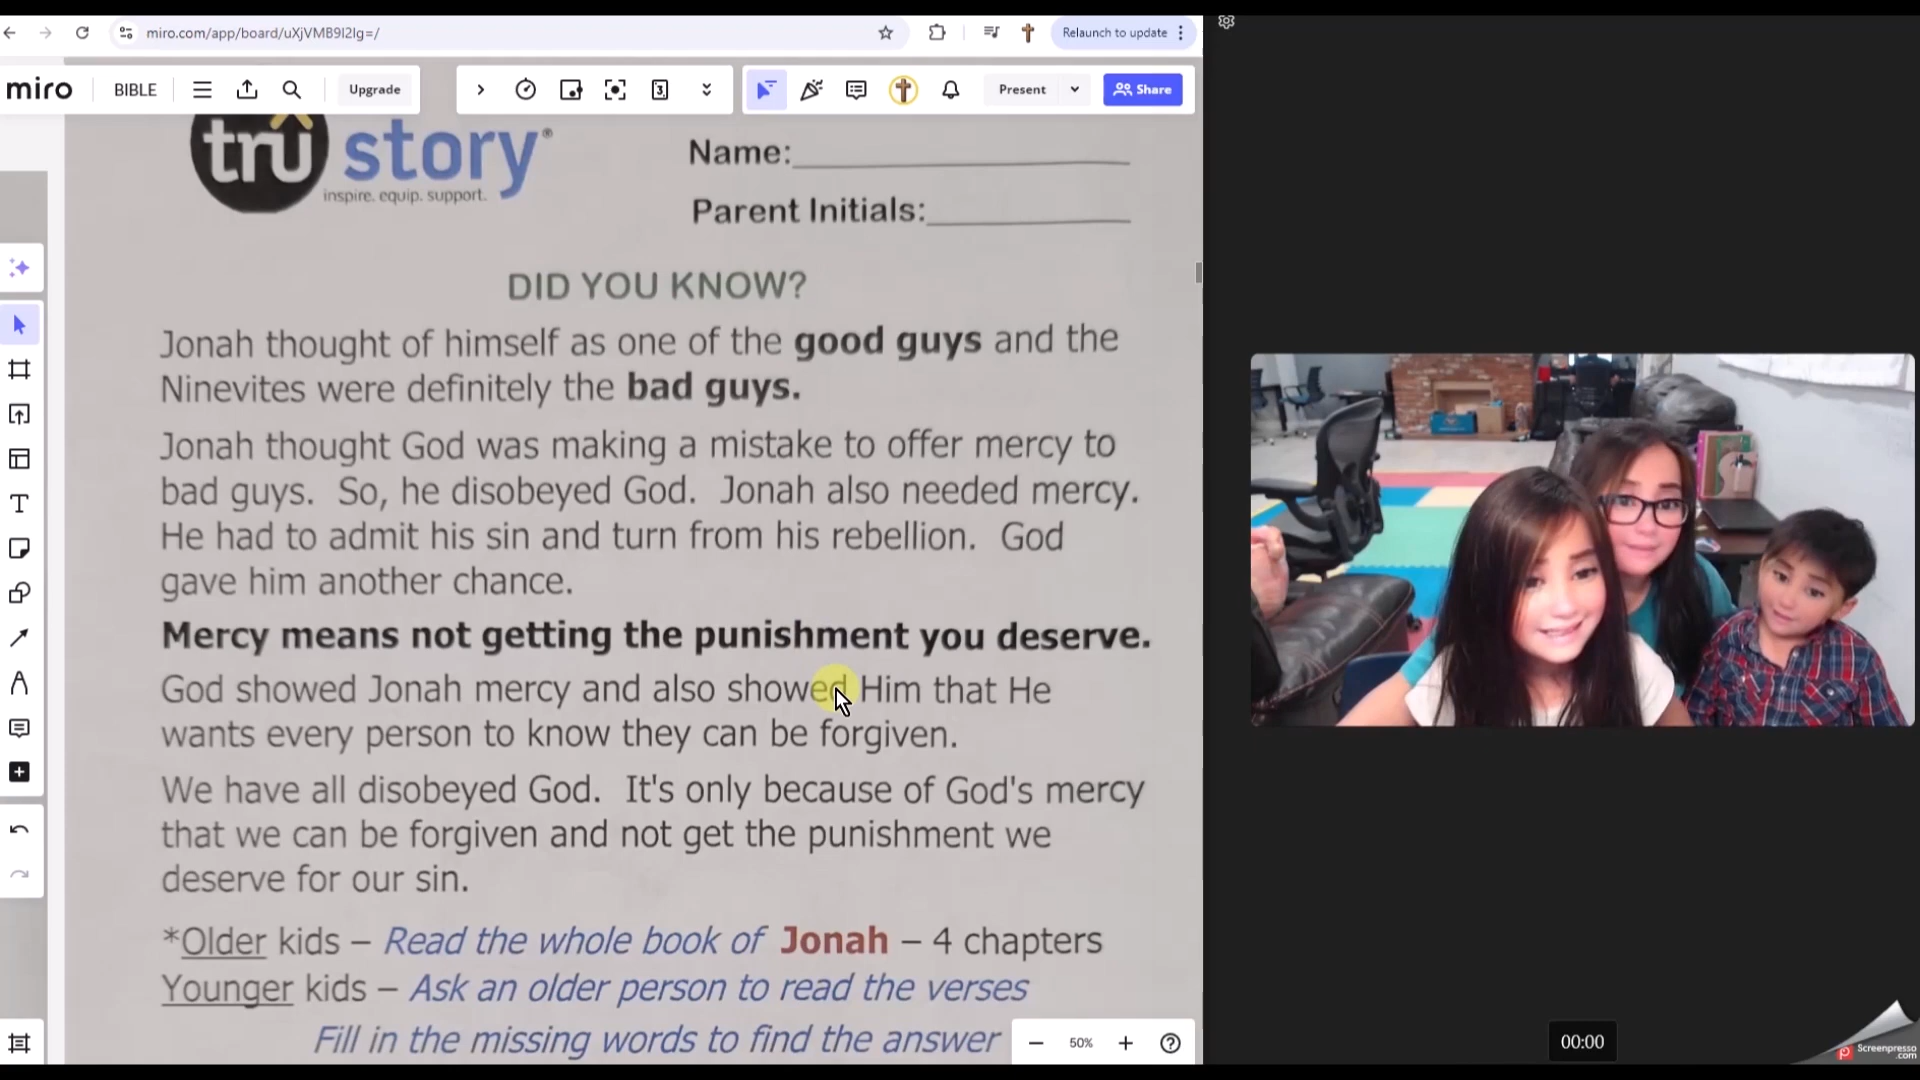 miro.com/app/board/uXjVMB9I2Ig=/
Relaunch to update
miro
BIBLE
Upgrade
3
Present
Share
tru story®
inspire. equip. support.
Name:
Parent Initials:
DID YOU KNOW?
Jonah thought of himself as one of the good guys and the
Ninevites were definitely the bad guys.
Jonah thought God was making a mistake to offer mercy to
bad guys. So, he disobeyed God. Jonah also needed mercy.
He had to admit his sin and turn from his rebellion. God
gave him another chance.
Mercy means not getting the punishment you deserve.
God showed Jonah mercy and also showed Him that He
wants every person to know they can be forgiven.
We have all disobeyed God. It's only because of God's mercy
that we can be forgiven and not get the punishment we
deserve for our sin.
*Older kids – Read the whole book of Jonah – 4 chapters
Younger kids – Ask an older person to read the verses
Fill in the missing words to find the answer
50%
00:00
Screenpresso
.com